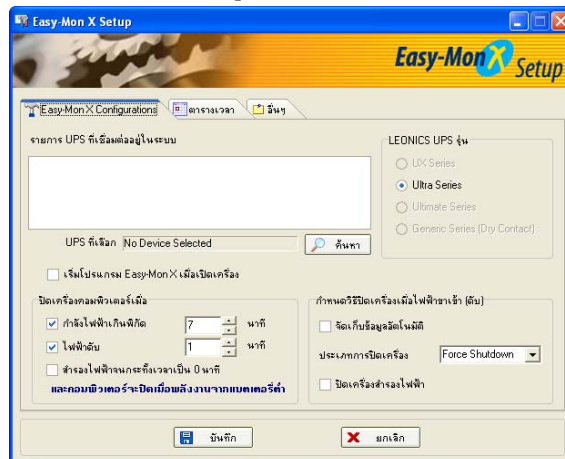 Easy-Mon X Setup
Easy-Mon X Setup
Easy-Mon X Configurations
ตารางเวลา
อื่นๆ
รายการ UPS ที่เชื่อมต่ออยู่ในระบบ
UPS ที่เลือก No Device Selected
ค้นหา
LEONICS UPS รุ่น
UX Series
Ultra Series
Ultimate Series
Generic Series (Dry Contact)
เริ่มโปรแกรม Easy-Mon X เมื่อเปิดเครื่อง
ปิดเครื่องคอมพิวเตอร์เมื่อ
กำลังไฟฟ้าเกินพิกัด 7 นาที
ไฟฟ้าดับ 1 นาที
สำรองไฟฟ้าจนกระทั่งเวลาเป็น 0 นาที
และคอมพิวเตอร์จะปิดเมื่อพลังงานจากแบตเตอรี่ต่ำ
กำหนดวิธีปิดเครื่องเมื่อไฟฟ้าขาเข้า (ดับ)
จัดเก็บข้อมูลอัตโนมัติ
ประเภทการปิดเครื่อง Force Shutdown
ปิดเครื่องสำรองไฟฟ้า
บันทึก
ยกเลิก